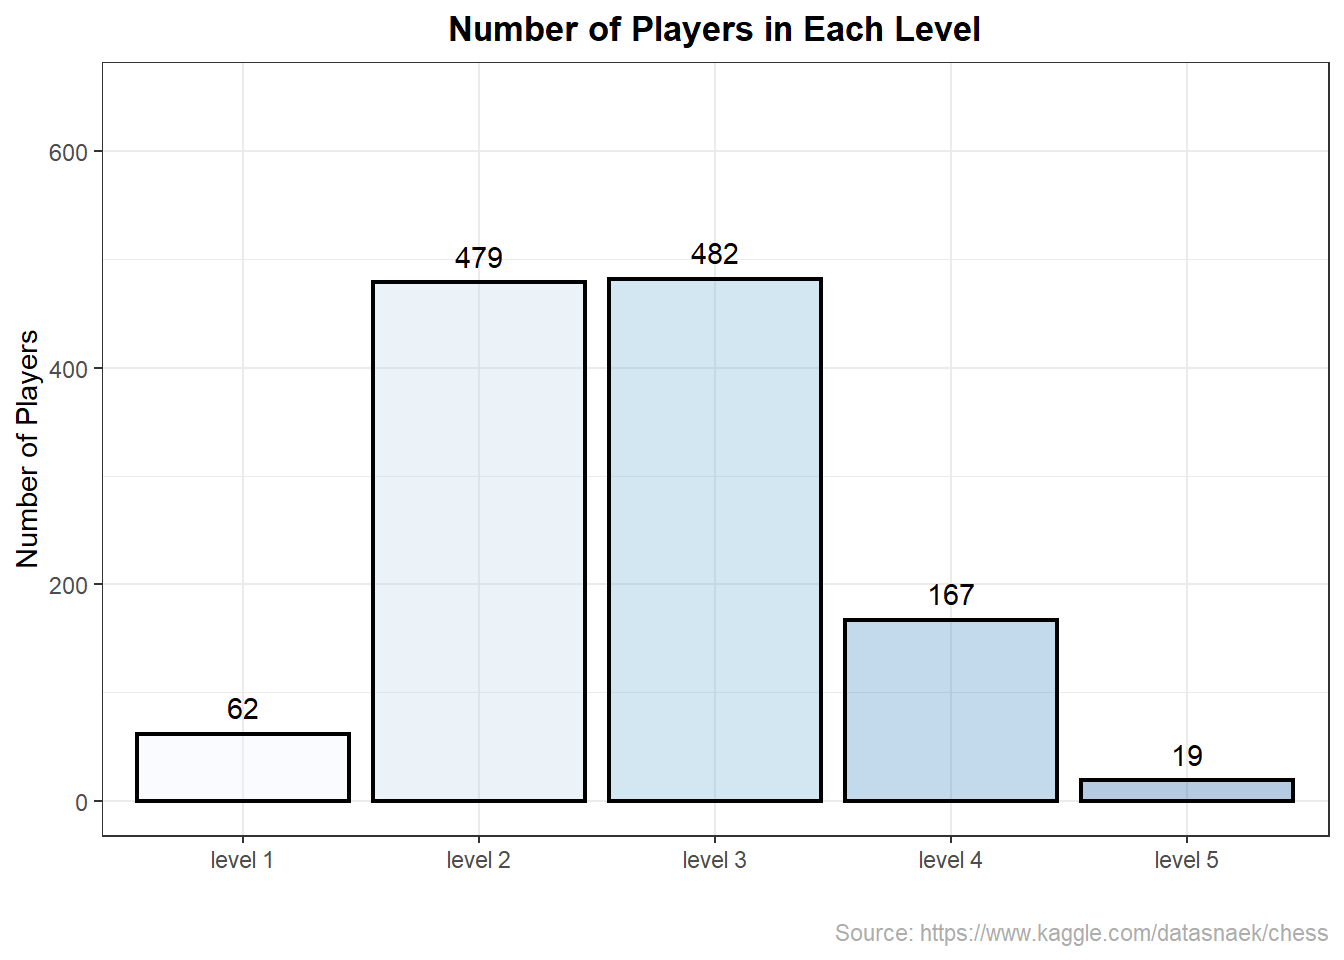 Number of Players in Each Level
Number of Players
600
400
200
0
62
479
482
167
19
level 1
level 2
level 3
level 4
level 5
Source: https://www.kaggle.com/datasnaek/chess